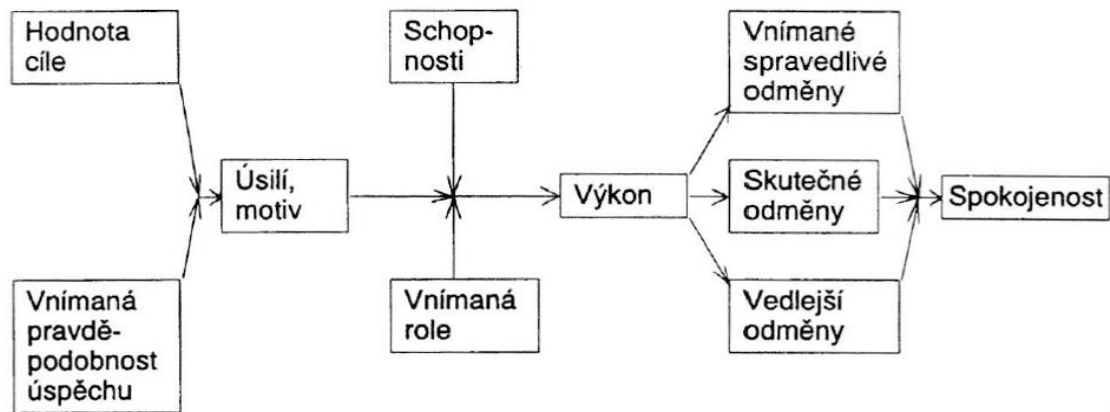 Hodnota
cíle
Schop-
nosti
Vnímané
spravedlivé
odměny
Úsilí,
motiv
Výkon
Skutečné
odměny
Spokojenost
Vnímaná
pravdě-
podobnost
úspěchu
Vnímaná
role
Vedlejší
odměny